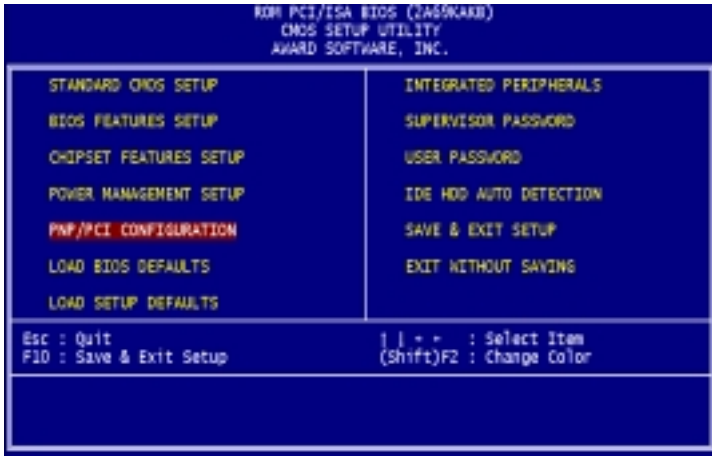 ROM PCI/ISA BIOS (2A69KAKB)
CMOS SETUP UTILITY
AWARD SOFTWARE, INC.
STANDARD CMOS SETUP
BIOS FEATURES SETUP
CHIPSET FEATURES SETUP
POWER MANAGEMENT SETUP
PNP/PCI CONFIGURATION
LOAD BIOS DEFAULTS
LOAD SETUP DEFAULTS
INTEGRATED PERIPHERALS
SUPERVISOR PASSWORD
USER PASSWORD
IDE HDD AUTO DETECTION
SAVE & EXIT SETUP
EXIT WITHOUT SAVING
Esc : Quit
F10 : Save & Exit Setup
: Select Item
(Shift)F2 : Change Color